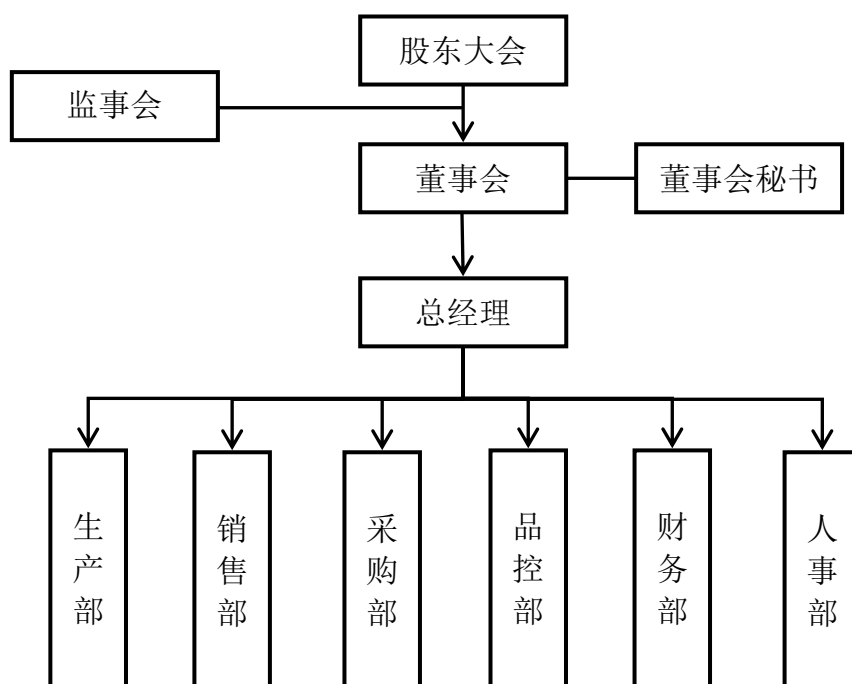 股东大会
监事会
董事会
董事会秘书
总经理
生产部
销售部
采购部
品控部
财务部
人事部